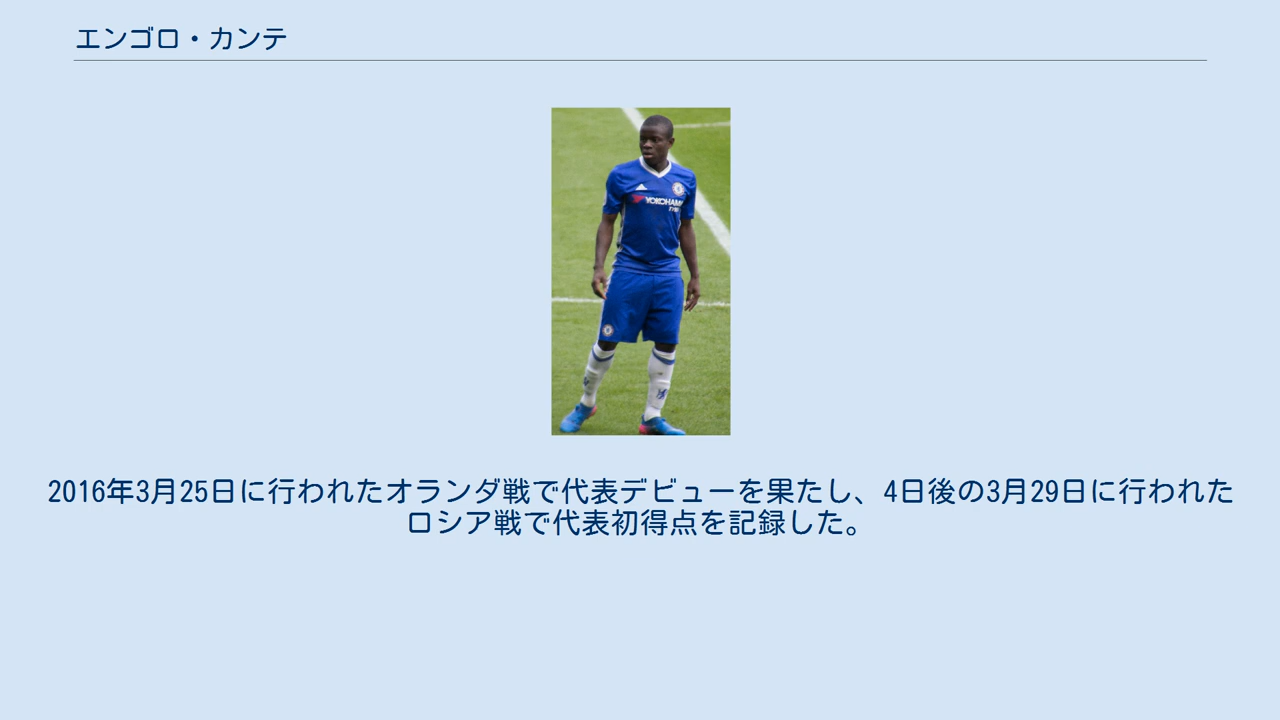 エンゴロ・カンテ
YOKOHAMA
2016年3月25日に行われたオランダ戦で代表デビューを果たし、4日後の3月29日に行われた
ロシア戦で代表初得点を記録した。